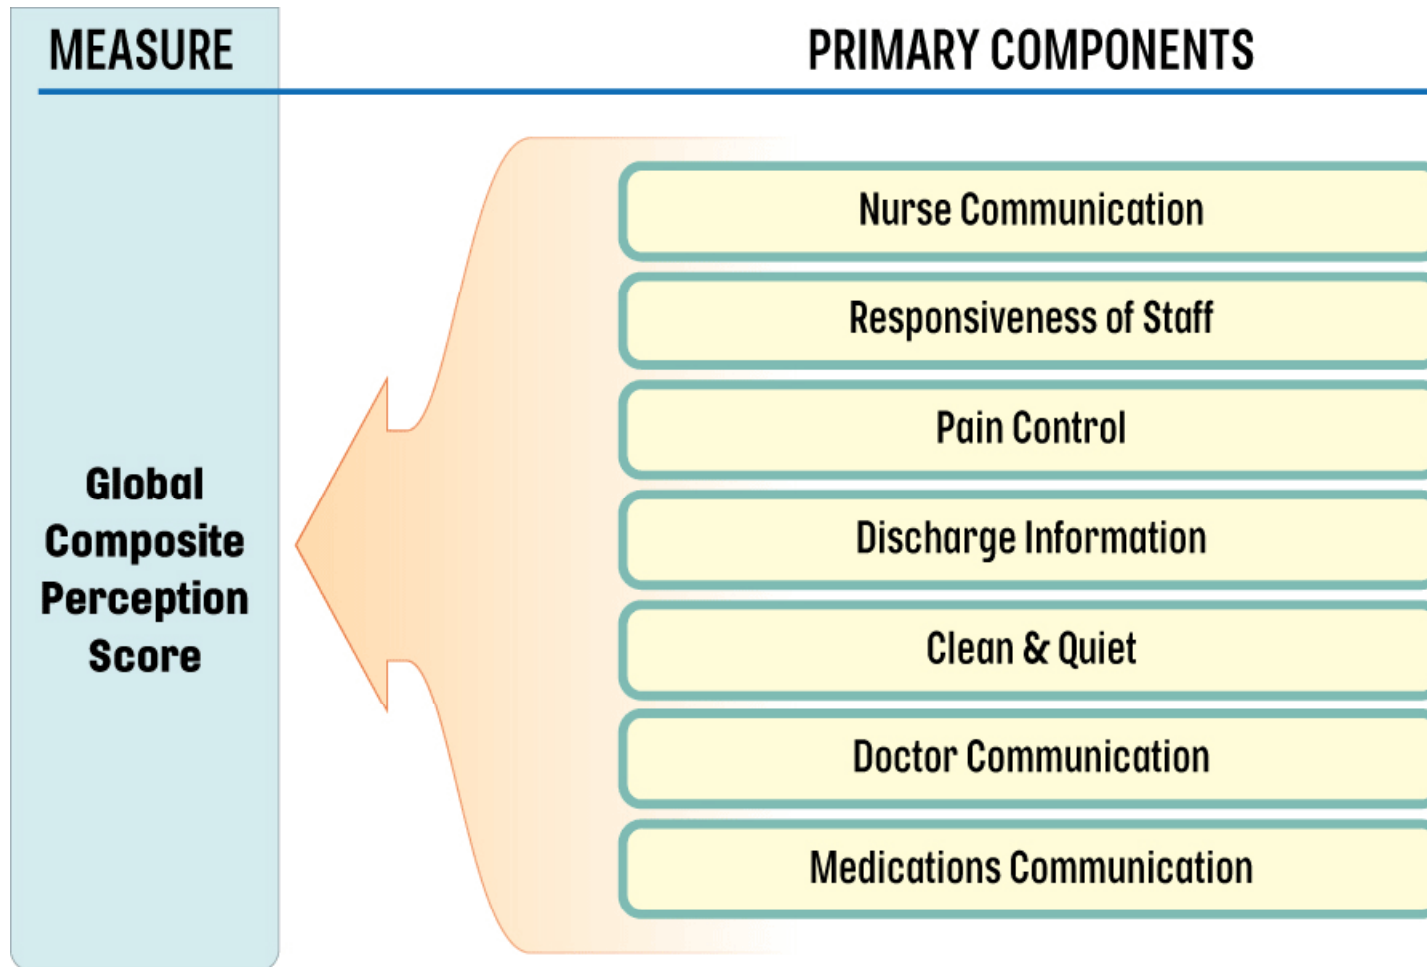 MEASURE
PRIMARY COMPONENTS
Global
Composite
Perception
Score
Nurse Communication
Responsiveness of Staff
Pain Control
Discharge Information
Clean & Quiet
Doctor Communication
Medications Communication